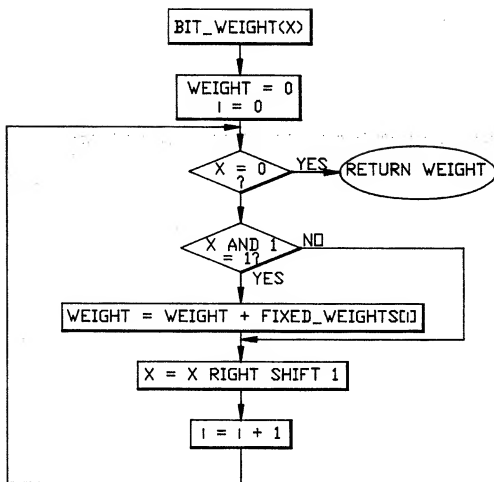 BIT_WEIGHT(X)
WEIGHT = 0
i = 0
X = 0
?
YES
RETURN WEIGHT
X AND 1
= 1?
NO
YES
WEIGHT = WEIGHT + FIXED_WEIGHTS[i]
X = X RIGHT SHIFT 1
i = i + 1